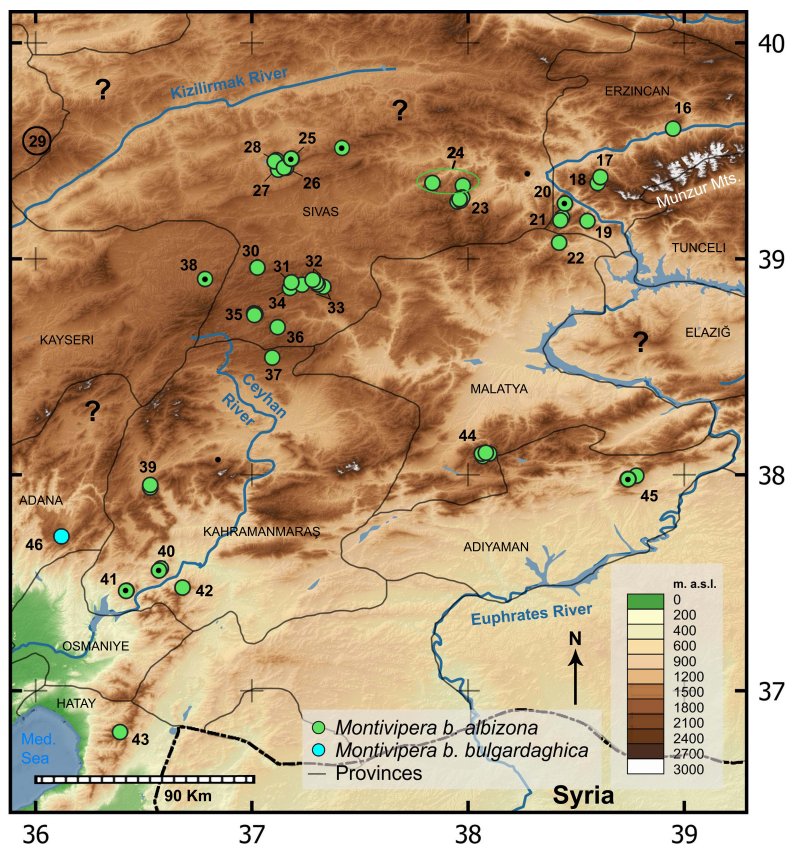 40
ERZINCAN
16
?
Kizilirmak River
?
29
28
25
24
17
27
26
18
Munzur Mts.
20
SIVAS
23
21
19
TUNCELI
22
39
38
30
31
32
34
33
35
36
KAYSERI
ELAZIĞ
?
37
Ceyhan
River
MALATYA
?
44
39
38
45
ADANA
46
KAHRAMANMARAŞ
40
ADIYAMAN
41
42
m. a.s.l.
0
200
400
600
900
1200
1500
1800
2100
2400
2700
3000
Euphrates River
N
OSMANIYE
HATAY
37
43
Med.
Sea
Montivipera b. albizona
Montivipera b. bulgardaghica
Provinces
90 Km
Syria
36
37
38
39